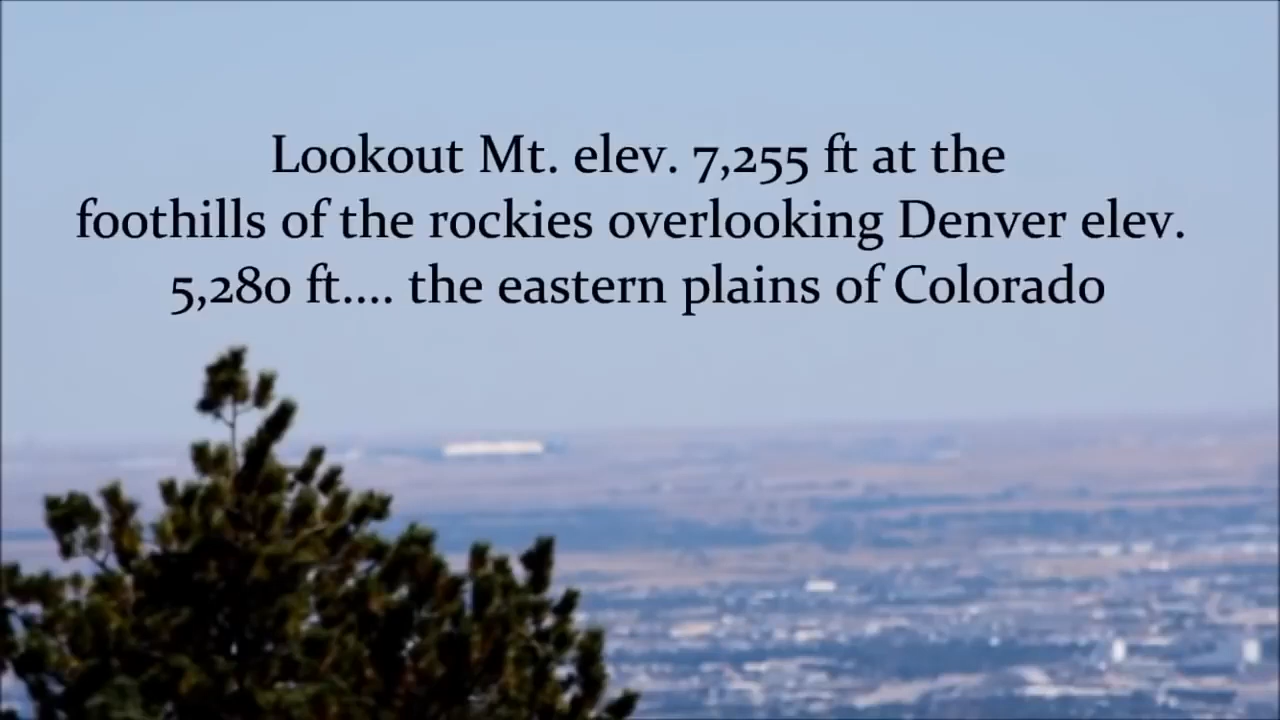 Lookout Mt. elev. 7,255 ft at the
foothills of the rockies overlooking Denver elev.
5,280 ft.... the eastern plains of Colorado